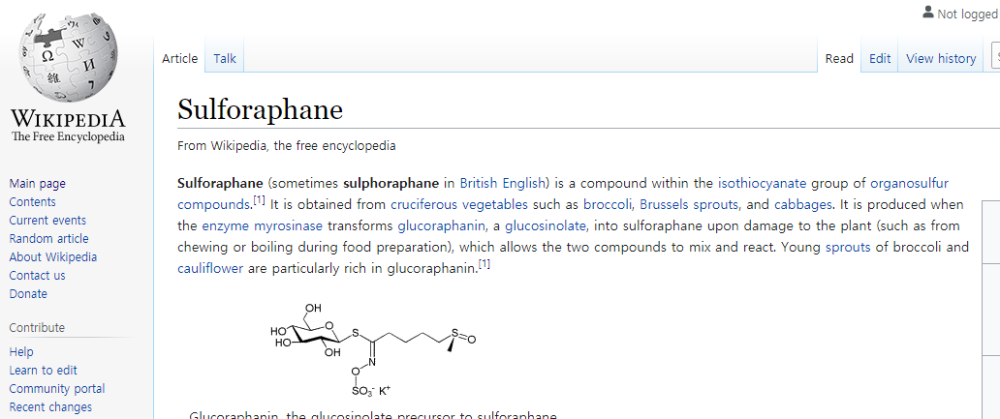 Not logged
Article Talk Read Edit View history
WIKIPEDIA
The Free Encyclopedia
Main page
Contents
Current events
Random article
About Wikipedia
Contact us
Donate
Contribute
Help
Learn to edit
Community portal
Recent changes
Sulforaphane
From Wikipedia, the free encyclopedia
Sulforaphane (sometimes sulphoraphane in British English) is a compound within the isothiocyanate group of organosulfur
compounds.[1] It is obtained from cruciferous vegetables such as broccoli, Brussels sprouts, and cabbages. It is produced when
the enzyme myrosinase transforms glucoraphanin, a glucosinolate, into sulforaphane upon damage to the plant (such as from
chewing or boiling during food preparation), which allows the two compounds to mix and react. Young sprouts of broccoli and
cauliflower are particularly rich in glucoraphanin.[1]
OH
HO O S S O
HO
OH N
O
SO3- K+
Glucoraphanin, the glucosinolate precursor to sulforaphane